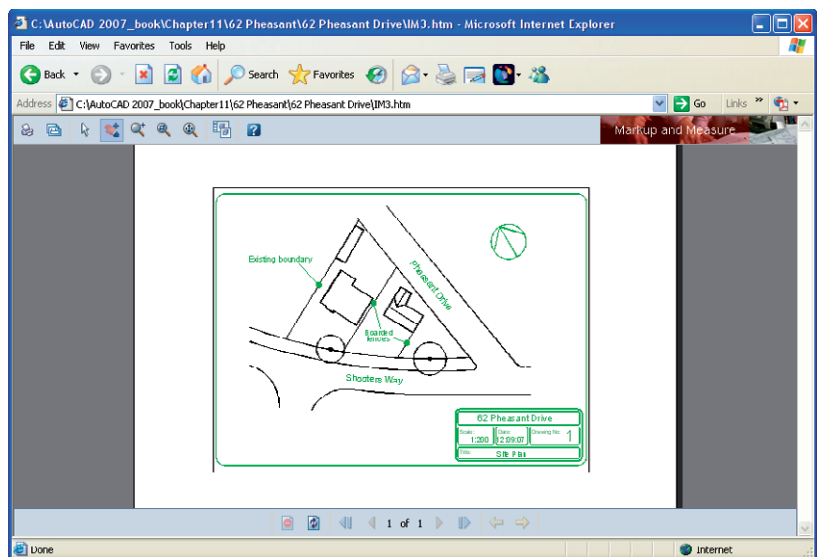 C:\AutoCAD 2007_book\Chapter11\62 Pheasant\62 Pheasant Drive\IM3.htm - Microsoft Internet Explorer
File Edit View Favorites Tools Help
Back Search Favorites
Address C:\AutoCAD 2007_book\Chapter11\62 Pheasant\62 Pheasant Drive\IM3.htm Go Links »
Markup and Measure
Existing boundary
Pheasant Drive
Boarded
fences
Shooters Way
62 Pheasant Drive
Scale: Date: Drawing No:
1:200 12:09:07 1
Title: Site Plan
1 of 1
Done Internet